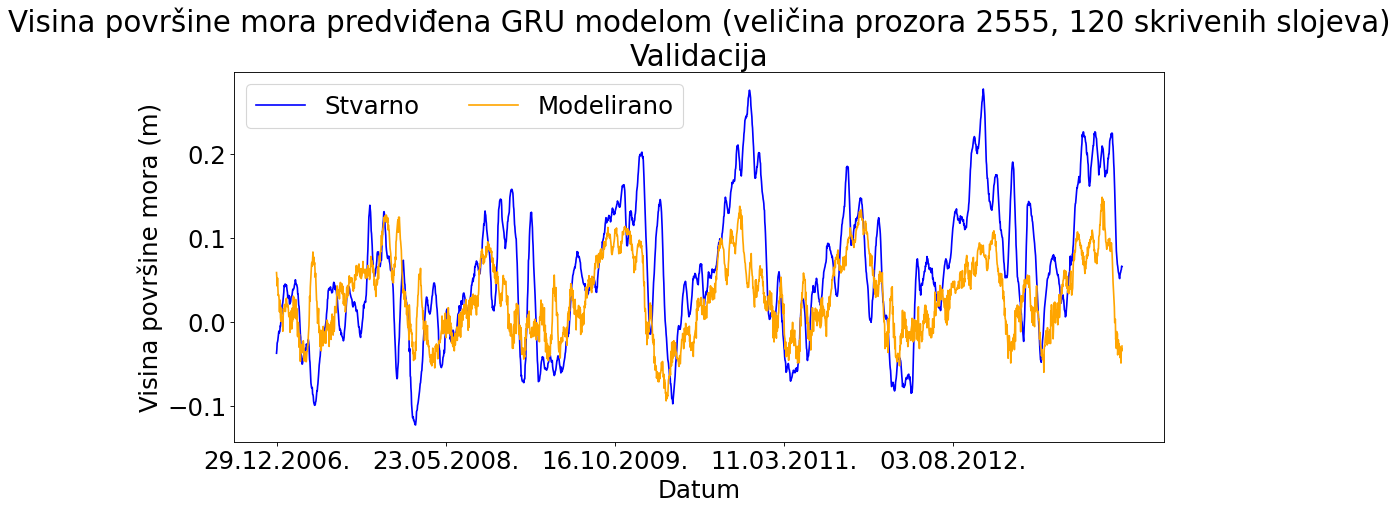 Visina površine mora predviđena GRU modelom (veličina prozora 2555, 120 skrivenih slojeva)
Validacija
Stvarno
Modelirano
Visina površine mora (m)
0.2
0.1
0.0
−0.1
29.12.2006.
23.05.2008.
16.10.2009.
11.03.2011.
03.08.2012.
Datum